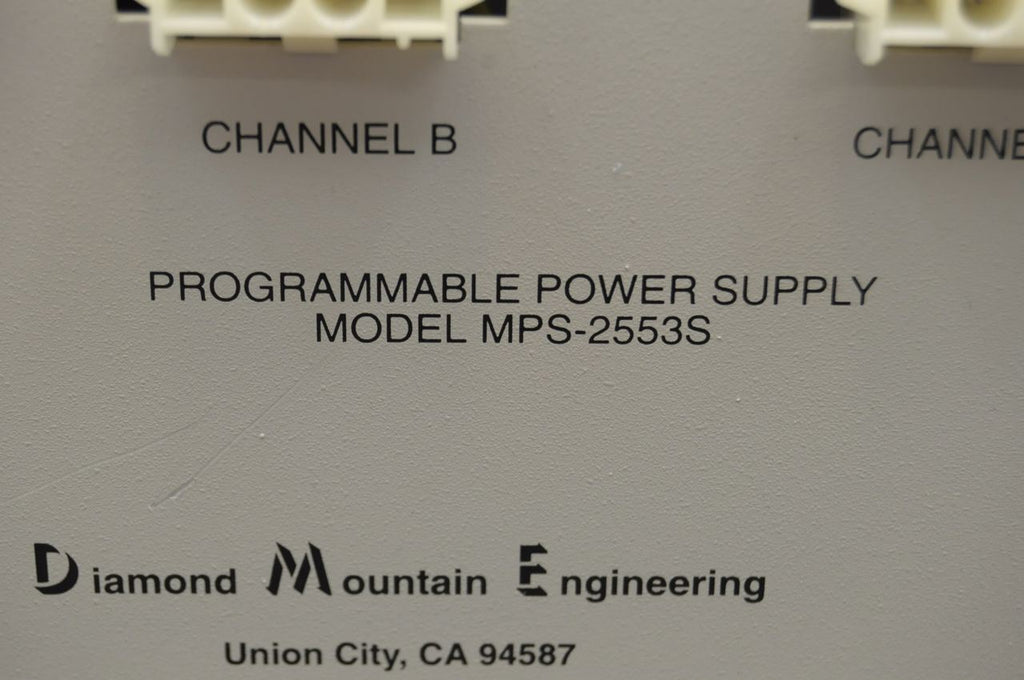 CHANNEL B
CHANNE
PROGRAMMABLE POWER SUPPLY
MODEL MPS-2553S
Diamond Mountain Engineering
Union City, CA 94587